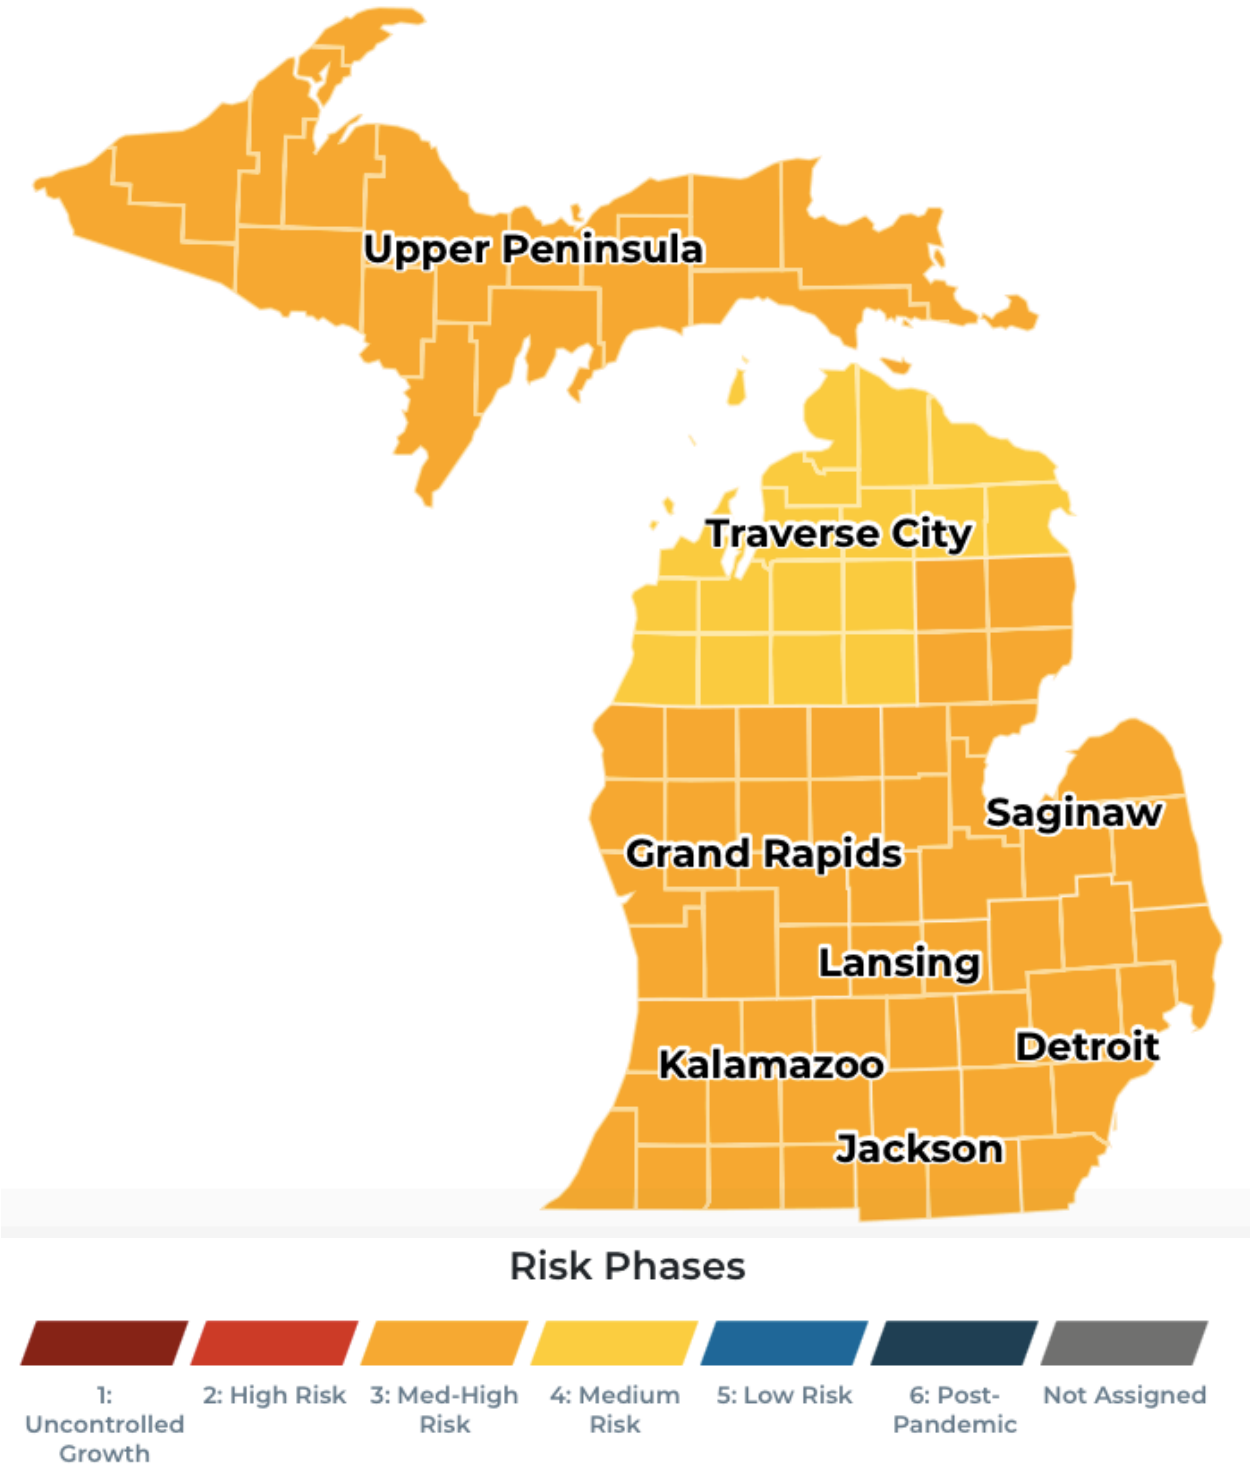 Upper Peninsula
Traverse City
Saginaw
Grand Rapids
Lansing
Detroit
Kalamazoo
Jackson
Risk Phases
1:
Uncontrolled
Growth
2: High Risk
3: Med-High
Risk
4: Medium
Risk
5: Low Risk
6: Post-
Pandemic
Not Assigned